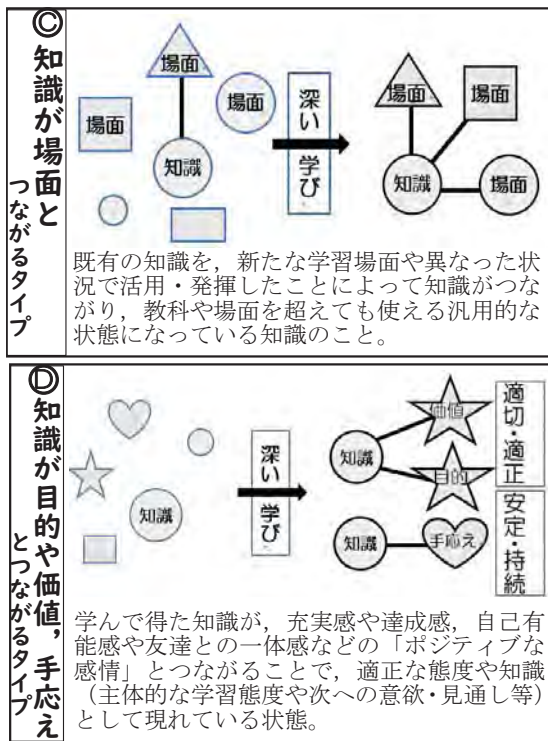 Ⓒ知識が場面と
つながるタイプ
場面
場面
場面
知識
深い学び
場面
場面
知識
場面
既有の知識を，新たな学習場面や異なった状
況で活用・発揮したことによって知識がつな
がり，教科や場面を超えても使える汎用的な
状態になっている知識のこと。
Ⓓ知識が目的や価値，手応え
とつながるタイプ
知識
深い学び
価値
知識
目的
知識
手応え
適切・適正
安定・持続
学んで得た知識が，充実感や達成感，自己有
能感や友達との一体感などの「ポジティブな
感情」とつながることで，適正な態度や知識
（主体的な学習態度や次への意欲・見通し等）
として現れている状態。